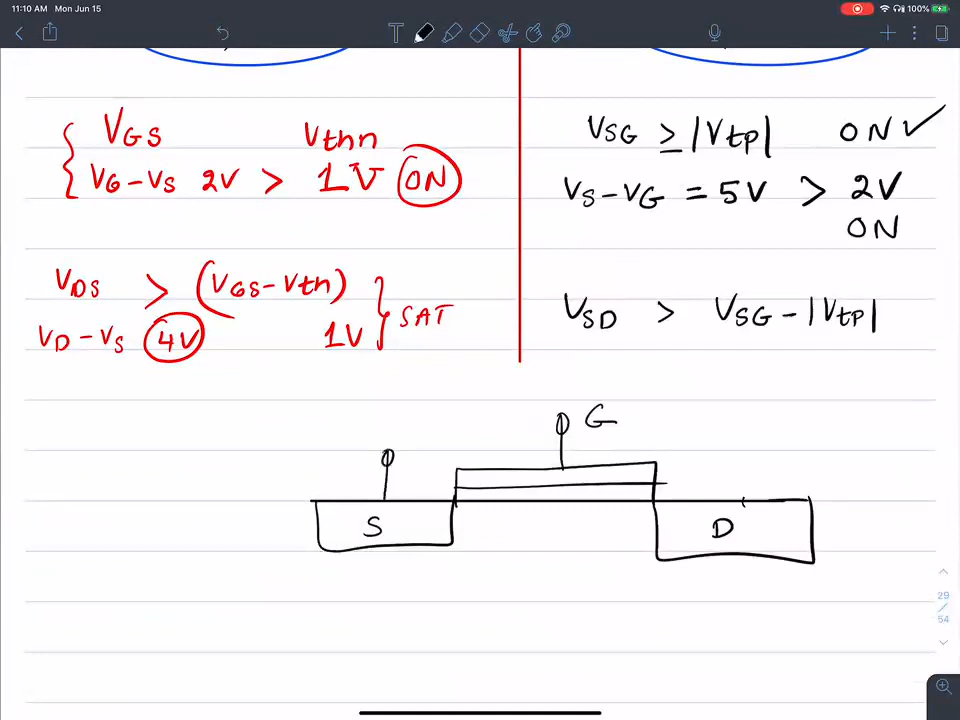 11:10 AM Mon Jun 15
100%
VGS Vthn
VG-VS 2V > 1V ON
VDS > (VGS-Vth)
VD-VS 4V 1V SAT
VSG ≥ |Vtp| ON ✓
VS-VG = 5V > 2V
ON
VSD > VSG-|Vtp|
G
S D
29
/
54